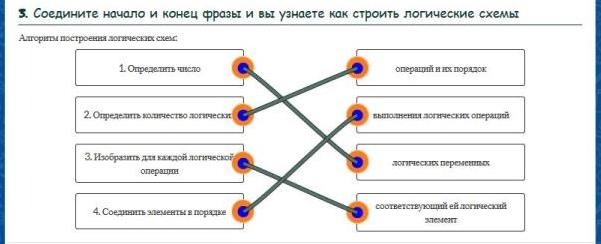 3. Соедините начало и конец фразы и вы узнаете как строить логические схемы
Алгоритм построения логических схем:
1. Определить число
операций и их порядок
2. Определить количество логически
выполнения логических операций
3. Изобразить для каждой логической
операции
логических переменных
4. Соединить элементы в порядке
соответствующий ей логический
элемент